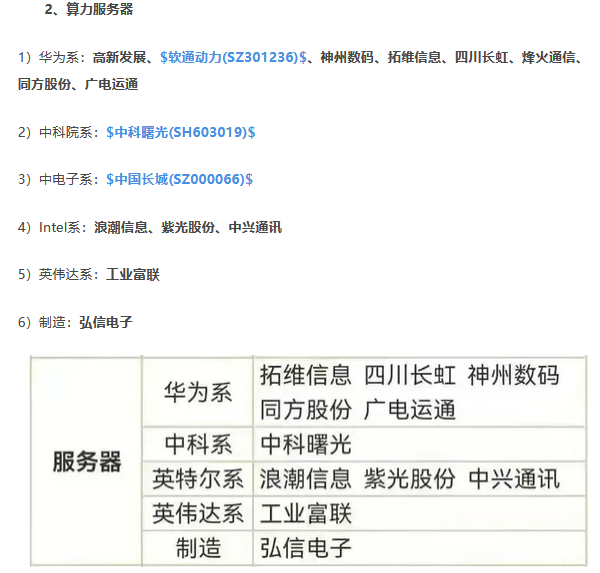 2、算力服务器
1）华为系：高新发展、$软通动力(SZ301236)$、神州数码、拓维信息、四川长虹、烽火通信、
同方股份、广电运通
2）中科院系：$中科曙光(SH603019)$
3）中电子系：$中国长城(SZ000066)$
4）Intel系：浪潮信息、紫光股份、中兴通讯
5）英伟达系：工业富联
6）制造：弘信电子
服务器
华为系
拓维信息 四川长虹 神州数码
同方股份 广电运通
中科系 中科曙光
英特尔系 浪潮信息 紫光股份 中兴通讯
英伟达系 工业富联
制造 弘信电子